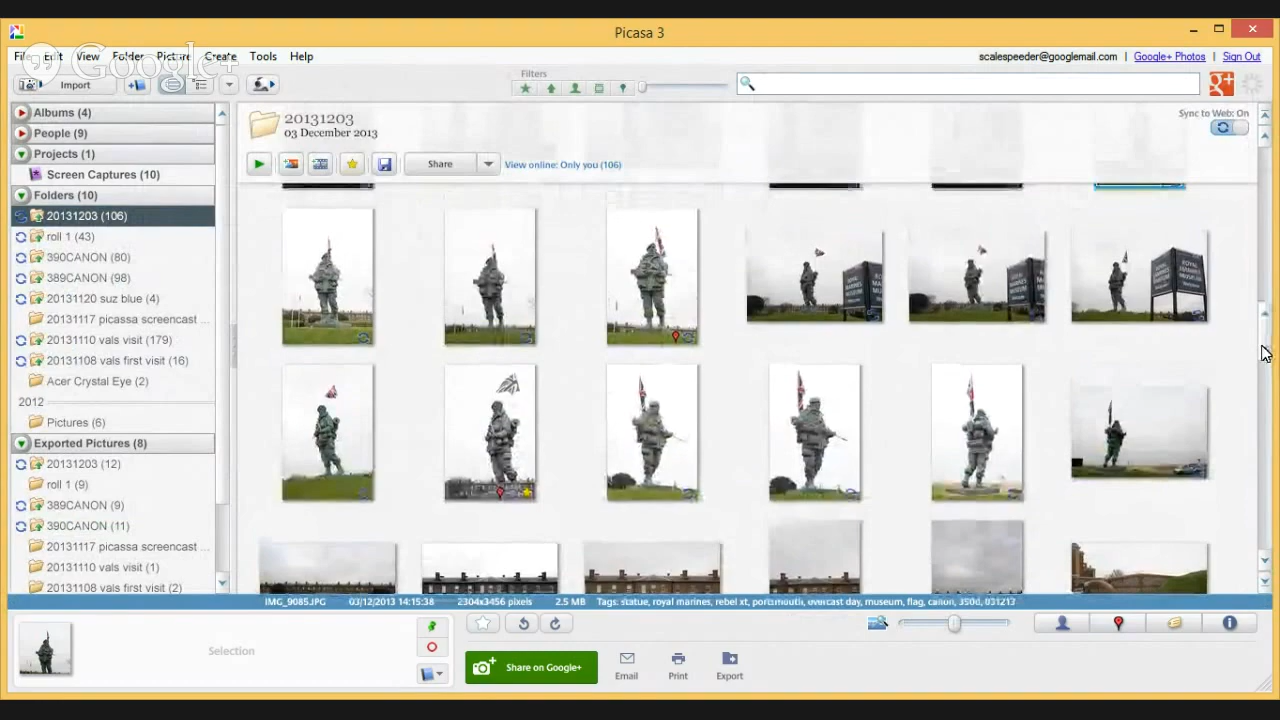 Picasa 3
File Edit View Folder Picture Create Tools Help
Google+
scalespeeder@googlemail.com | Google+ Photos | Sign Out
Import
Filters
g+
Albums (4)
People (9)
Projects (1)
Screen Captures (10)
Folders (10)
20131203 (106)
roll 1 (43)
390CANON (80)
389CANON (98)
20131120 suz blue (4)
20131117 picassa screencast ...
20131110 vals visit (179)
20131108 vals first visit (16)
Acer Crystal Eye (2)
2012
Pictures (6)
Exported Pictures (8)
20131203 (12)
roll 1 (9)
389CANON (9)
390CANON (11)
20131117 picassa screencast ...
20131110 vals visit (1)
20131108 vals first visit (2)
20131203
03 December 2013
Sync to Web: On
Share
View online: Only you (106)
ROYAL MARINES MUSEUM
IMG_9085.JPG 03/12/2013 14:15:38 2304x3456 pixels 2.5 MB Tags: statue, royal marines, rebel xt, portsmouth, overcast day, museum, flag, canon, 350d, 031213
Selection
Share on Google+
Email
Print
Export